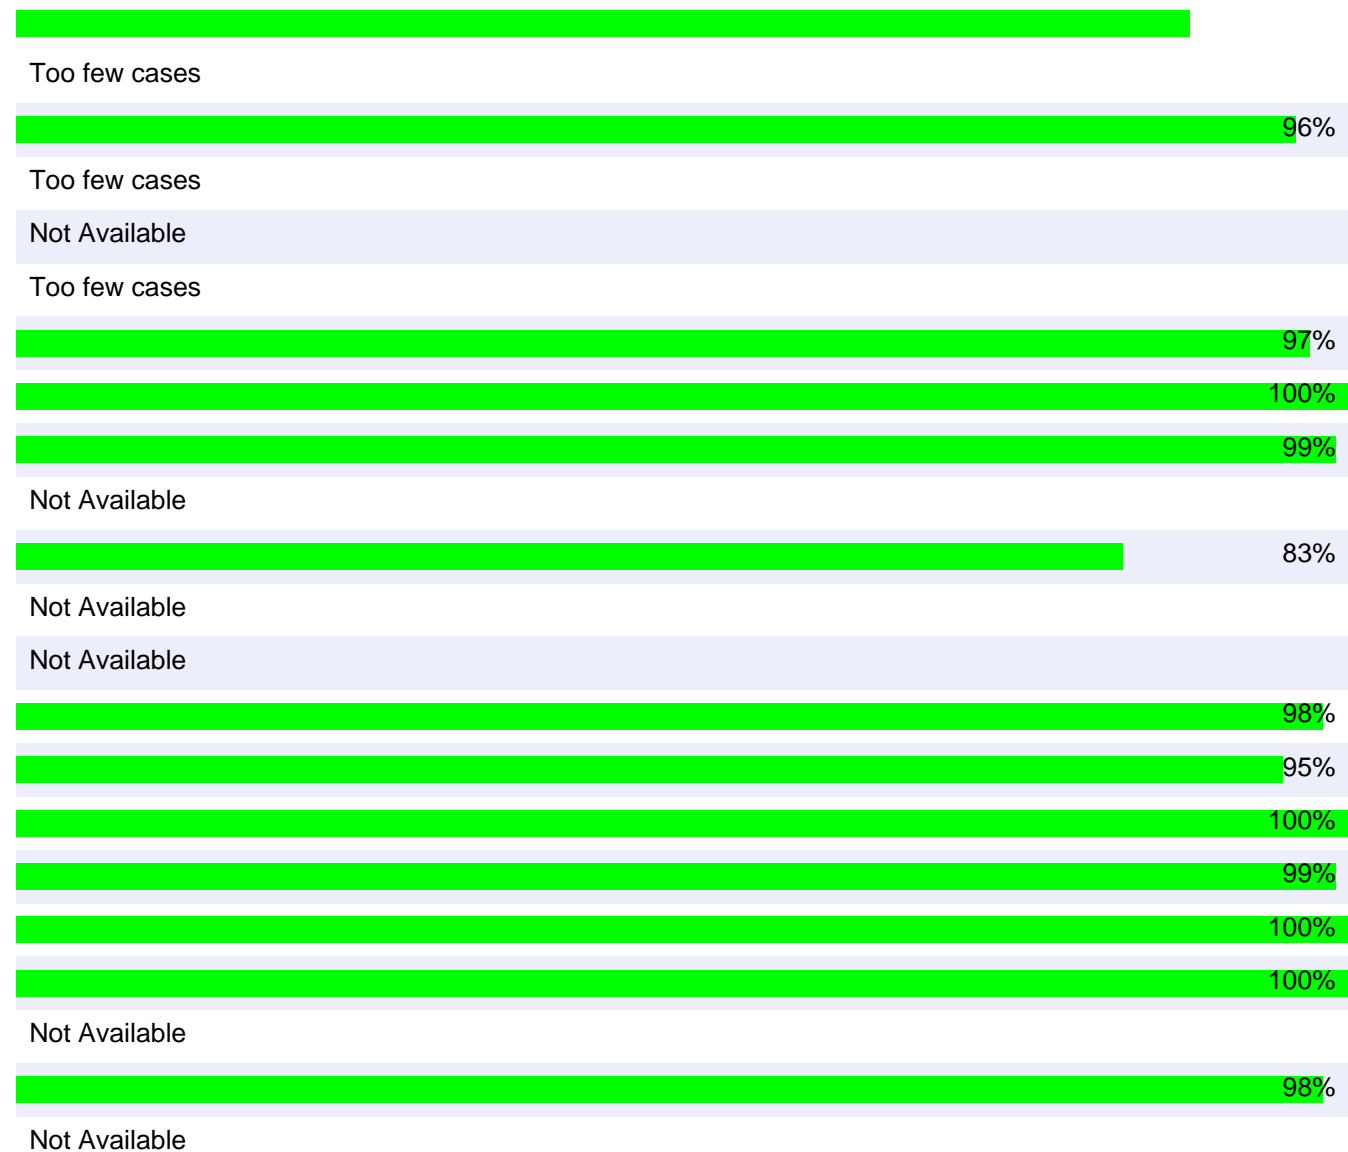 Too few cases
96%
Too few cases
Not Available
Too few cases
97%
100%
99%
Not Available
83%
Not Available
Not Available
98%
95%
100%
99%
100%
100%
Not Available
98%
Not Available